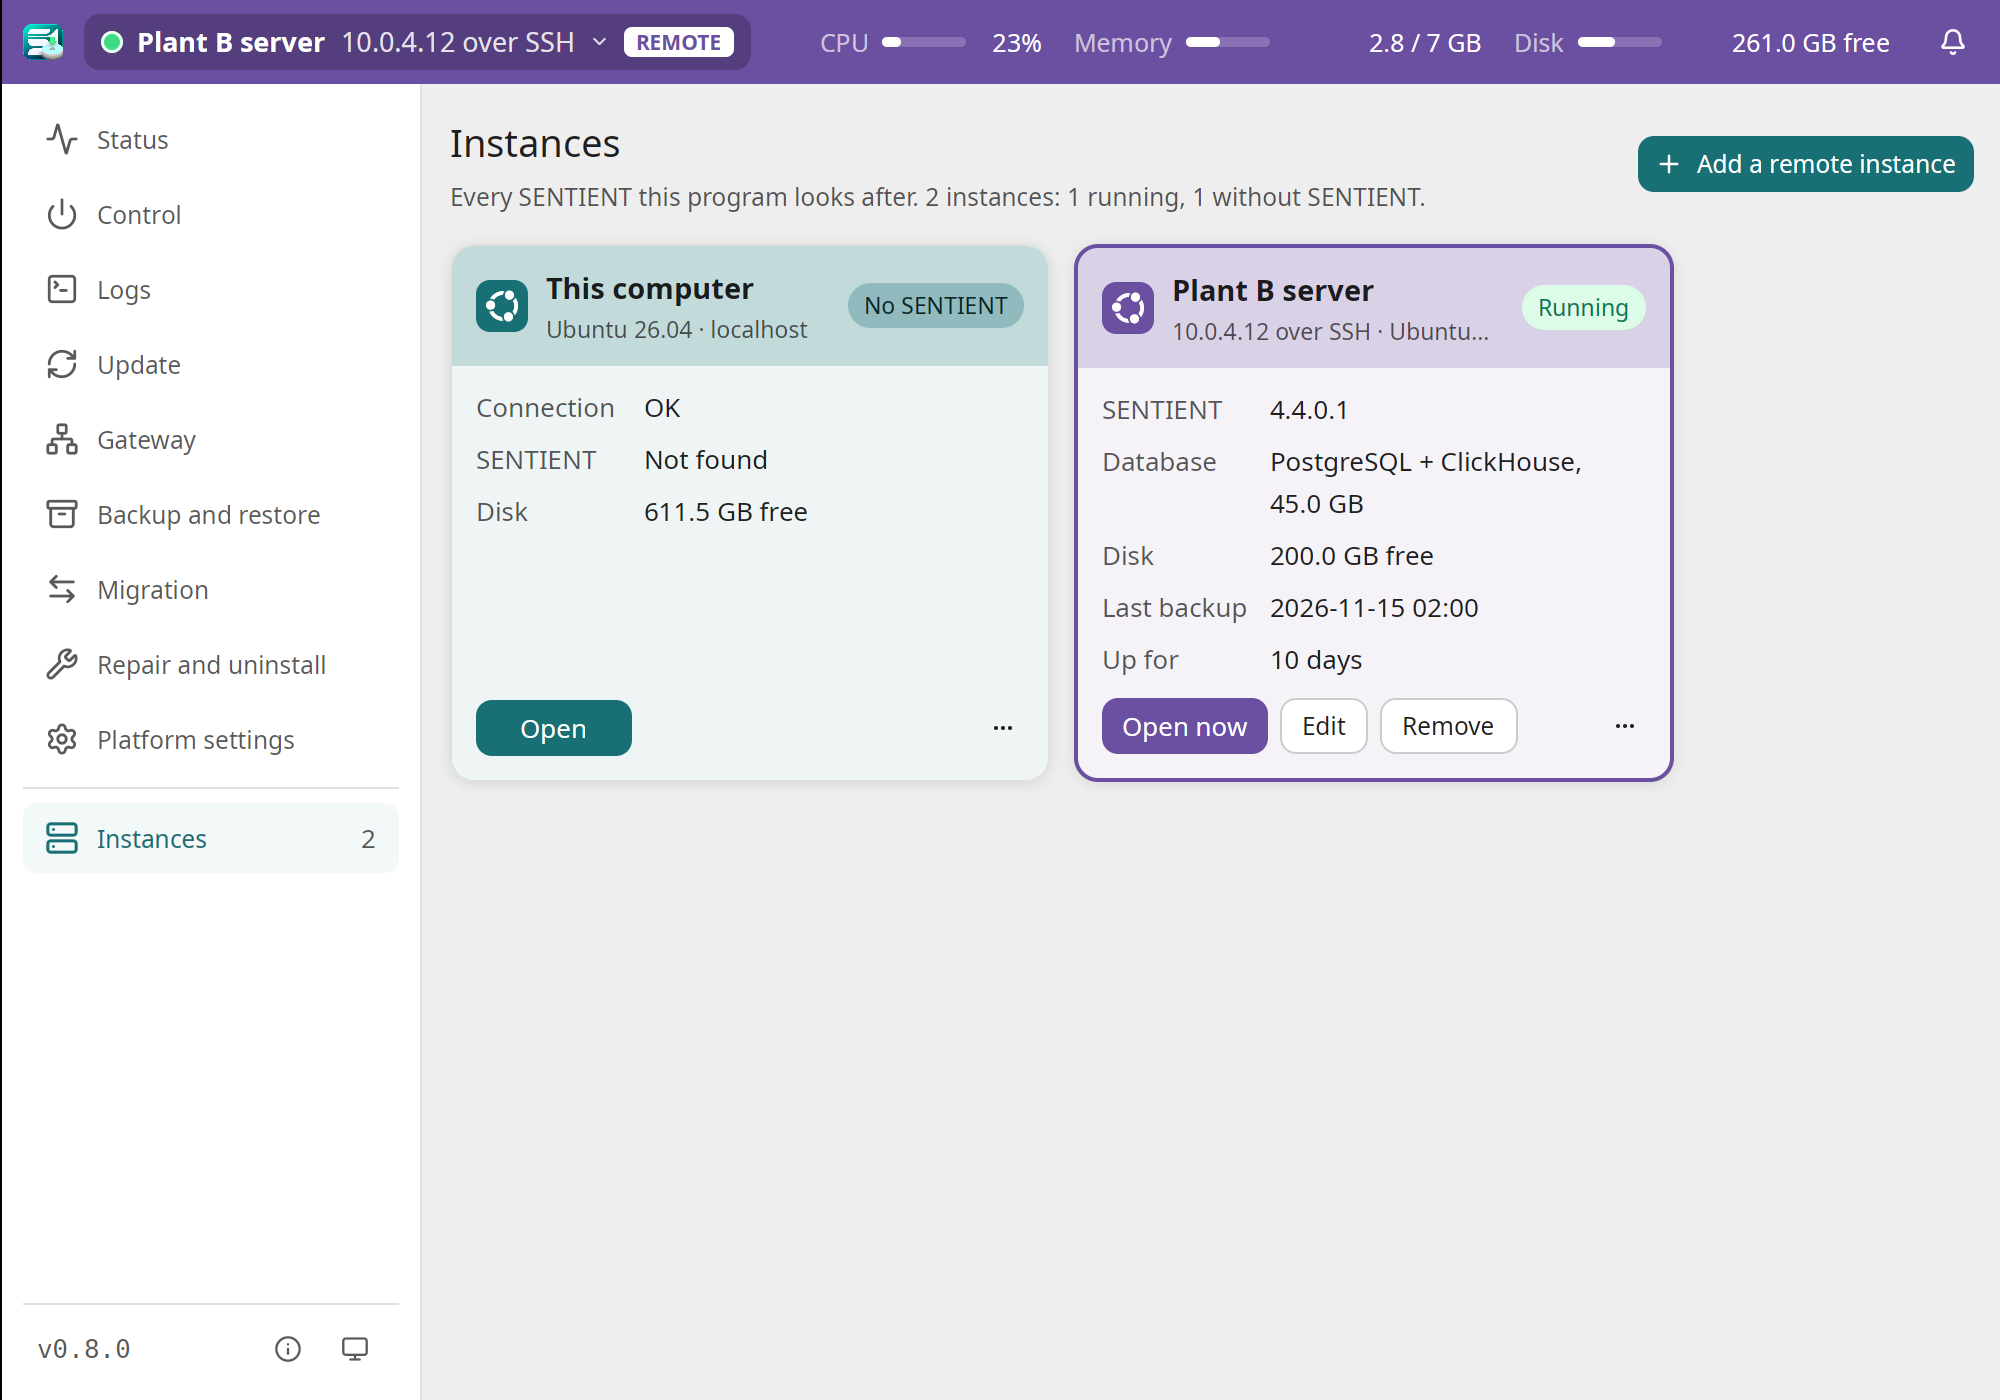 Plant B server 10.0.4.12 over SSH REMOTE CPU 23% Memory 2.8 / 7 GB Disk 261.0 GB free
Status
Control
Logs
Update
Gateway
Backup and restore
Migration
Repair and uninstall
Platform settings
Instances 2
v0.8.0
Instances
Every SENTIENT this program looks after. 2 instances: 1 running, 1 without SENTIENT.
+ Add a remote instance
This computer
Ubuntu 26.04 · localhost
No SENTIENT
Connection OK
SENTIENT Not found
Disk 611.5 GB free
Open ...
Plant B server
10.0.4.12 over SSH · Ubuntu...
Running
SENTIENT 4.4.0.1
Database PostgreSQL + ClickHouse,
45.0 GB
Disk 200.0 GB free
Last backup 2026-11-15 02:00
Up for 10 days
Open now Edit Remove ...